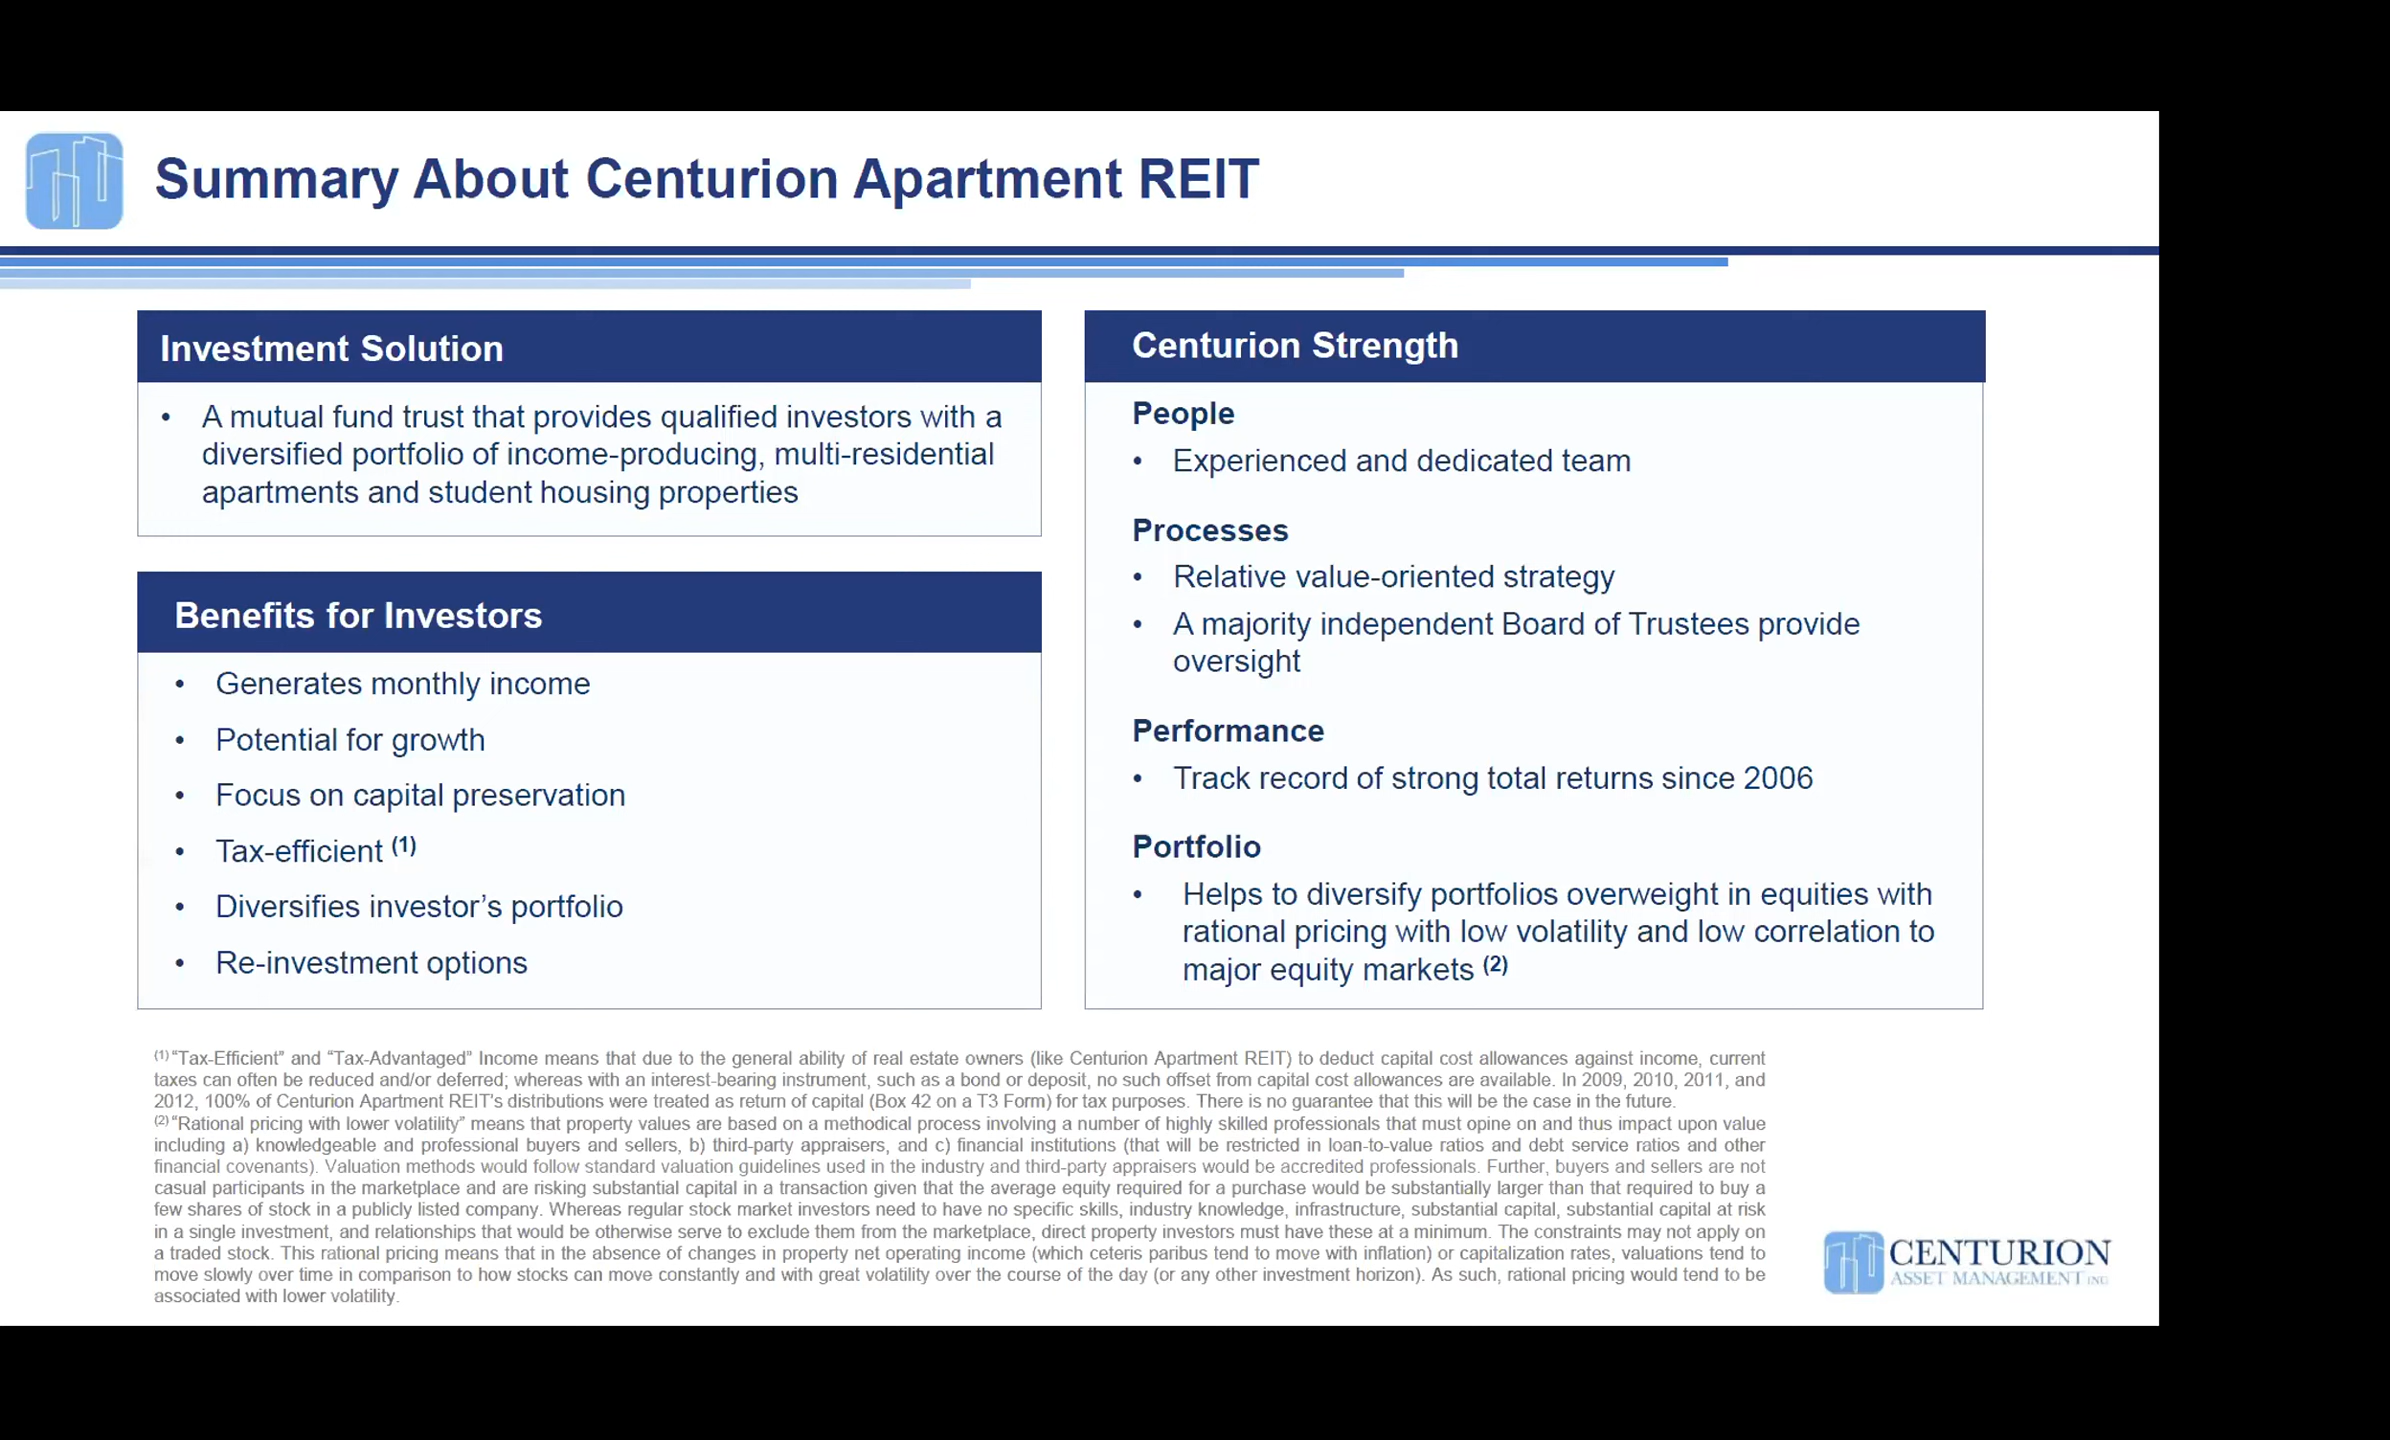 Summary About Centurion Apartment REIT
Investment Solution
• A mutual fund trust that provides qualified investors with a
diversified portfolio of income-producing, multi-residential
apartments and student housing properties
Benefits for Investors
• Generates monthly income
• Potential for growth
• Focus on capital preservation
• Tax-efficient (1)
• Diversifies investor’s portfolio
• Re-investment options
Centurion Strength
People
• Experienced and dedicated team
Processes
• Relative value-oriented strategy
• A majority independent Board of Trustees provide
oversight
Performance
• Track record of strong total returns since 2006
Portfolio
• Helps to diversify portfolios overweight in equities with
rational pricing with low volatility and low correlation to
major equity markets (2)
(1) “Tax-Efficient” and “Tax-Advantaged” Income means that due to the general ability of real estate owners (like Centurion Apartment REIT) to deduct capital cost allowances against income, current
taxes can often be reduced and/or deferred; whereas with an interest-bearing instrument, such as a bond or deposit, no such offset from capital cost allowances are available. In 2009, 2010, 2011, and
2012, 100% of Centurion Apartment REIT's distributions were treated as return of capital (Box 42 on a T3 Form) for tax purposes. There is no guarantee that this will be the case in the future.
(2) “Rational pricing with lower volatility” means that property values are based on a methodical process involving a number of highly skilled professionals that must opine on and thus impact upon value
including a) knowledgeable and professional buyers and sellers, b) third-party appraisers, and c) financial institutions (that will be restricted in loan-to-value ratios and debt service ratios and other
financial covenants). Valuation methods would follow standard valuation guidelines used in the industry and third-party appraisers would be accredited professionals. Further, buyers and sellers are not
casual participants in the marketplace and are risking substantial capital in a transaction given that the average equity required for a purchase would be substantially larger than that required to buy a
few shares of stock in a publicly listed company. Whereas regular stock market investors need to have no specific skills, industry knowledge, infrastructure, substantial capital, substantial capital at risk
in a single investment, and relationships that would be otherwise serve to exclude them from the marketplace, direct property investors must have these at a minimum. The constraints may not apply on
a traded stock. This rational pricing means that in the absence of changes in property net operating income (which ceteris paribus tend to move with inflation) or capitalization rates, valuations tend to
move slowly over time in comparison to how stocks can move constantly and with great volatility over the course of the day (or any other investment horizon). As such, rational pricing would tend to be
associated with lower volatility.
CENTURION
ASSET MANAGEMENT INC